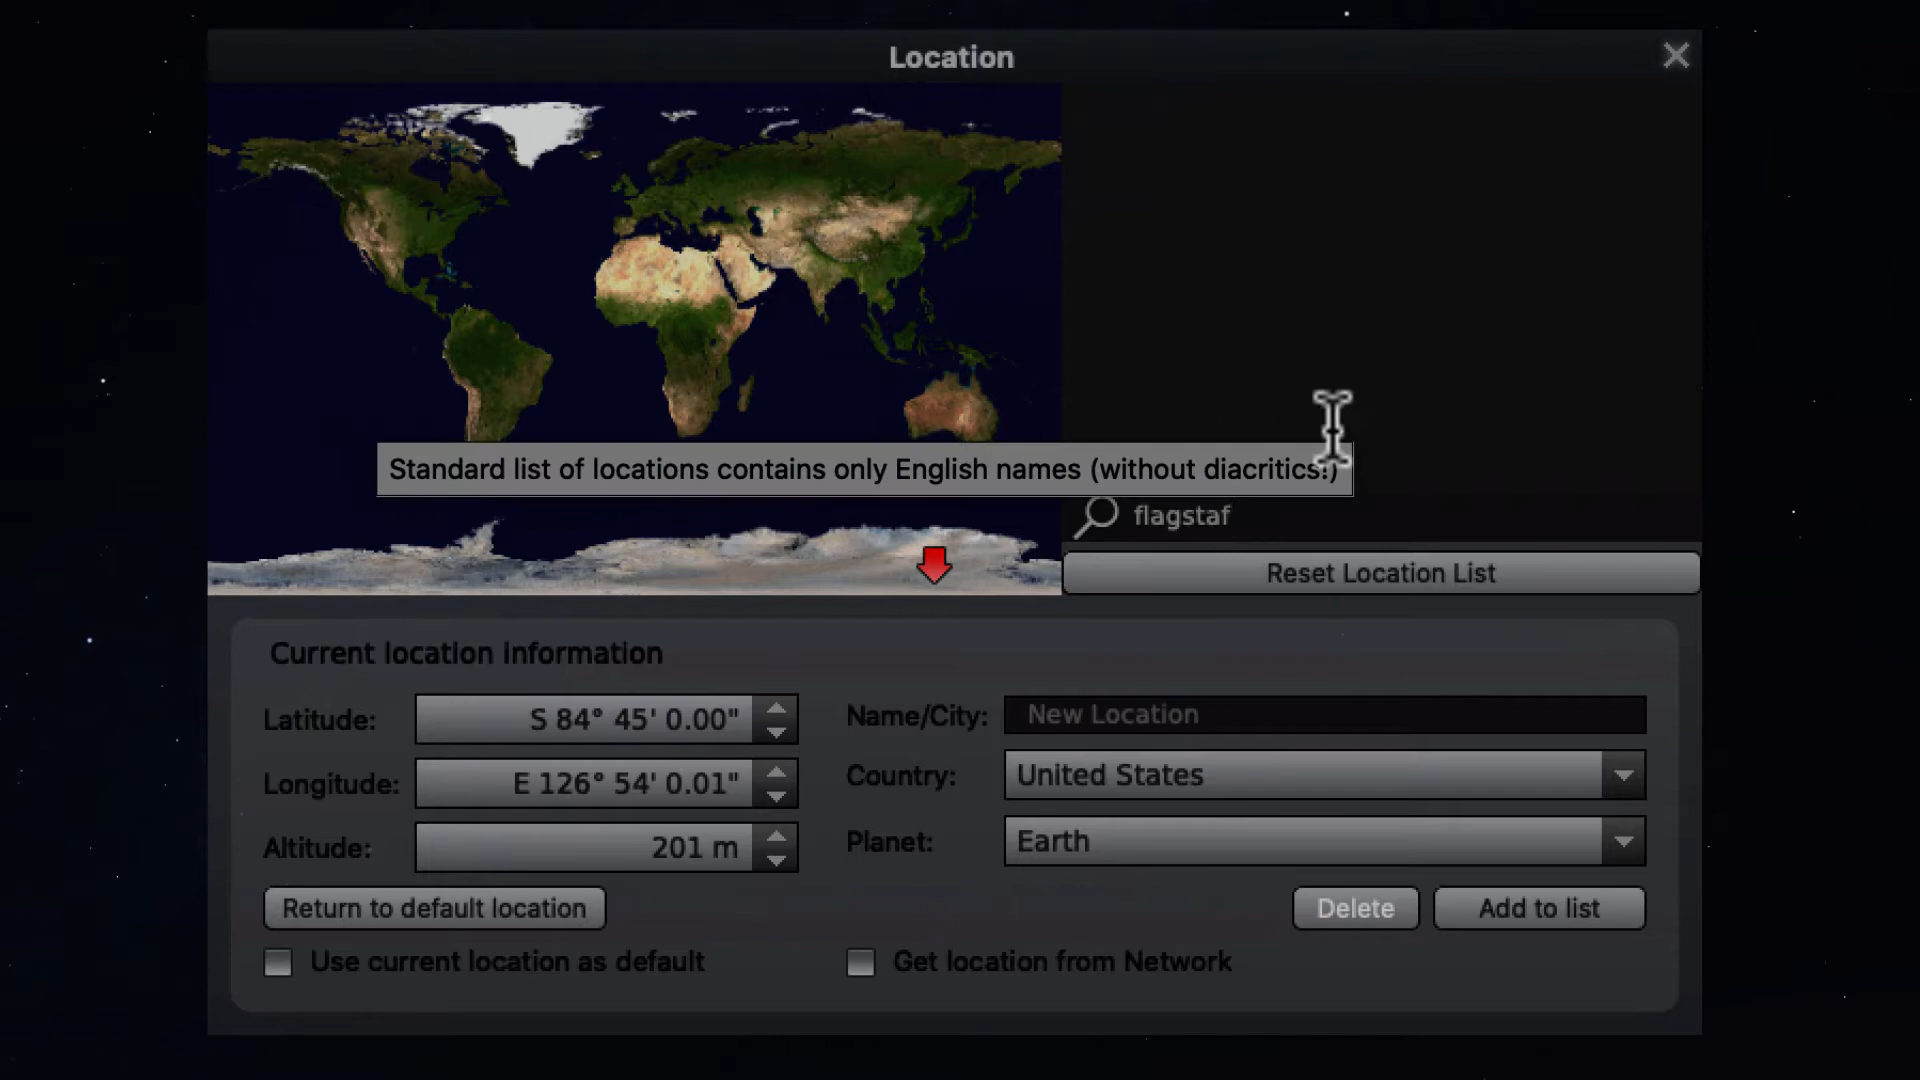 Location
Standard list of locations contains only English names (without diacritics!)
flagstaf
Reset Location List
Current location information
Latitude: S 84° 45' 0.00"
Name/City: New Location
Longitude: E 126° 54' 0.01"
Country: United States
Altitude: 201 m
Planet: Earth
Return to default location
Delete
Add to list
Use current location as default
Get location from Network